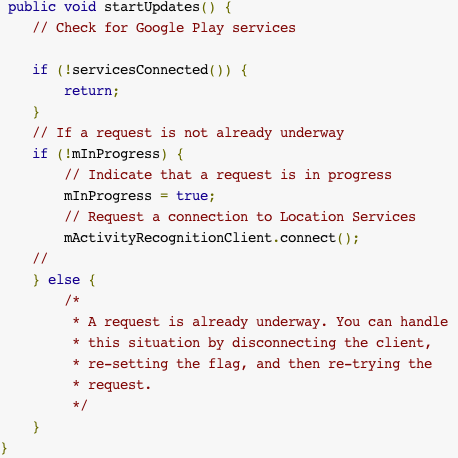 public void startUpdates() {
// Check for Google Play services
if (!servicesConnected()) {
return;
}
// If a request is not already underway
if (!mInProgress) {
// Indicate that a request is in progress
mInProgress = true;
// Request a connection to Location Services
mActivityRecognitionClient.connect();
//
} else {
/*
* A request is already underway. You can handle
* this situation by disconnecting the client,
* re-setting the flag, and then re-trying the
* request.
*/
}
}